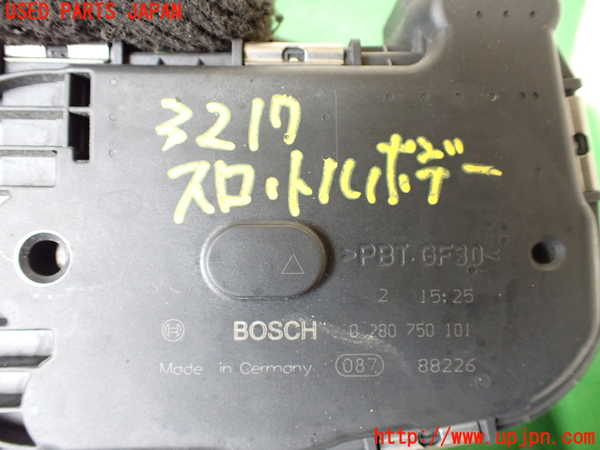 USED PARTS JAPAN
3217
スロットルボデー
>PBT GF30<
2 15:25
BOSCH 0 280 750 101
Made in Germany 087 88226
http://www.upjpn.com